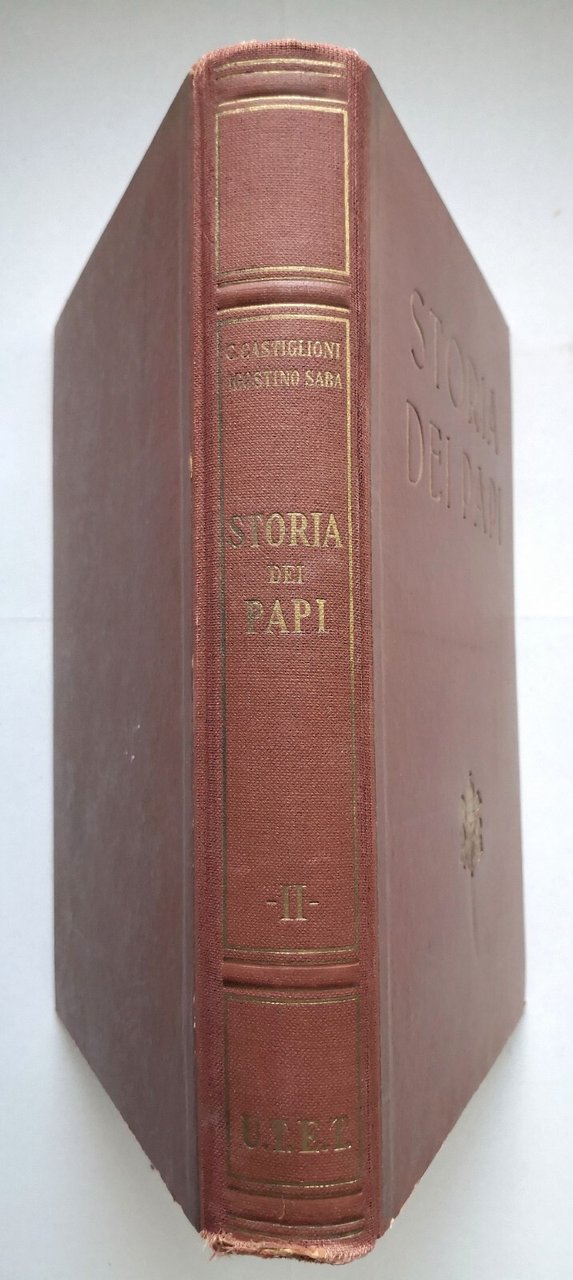 C. CASTIGLIONI
AGOSTINO SABA
STORIA
DEI
PAPI
-II-
U.T.E.T.
STORIA
DEI PAPI